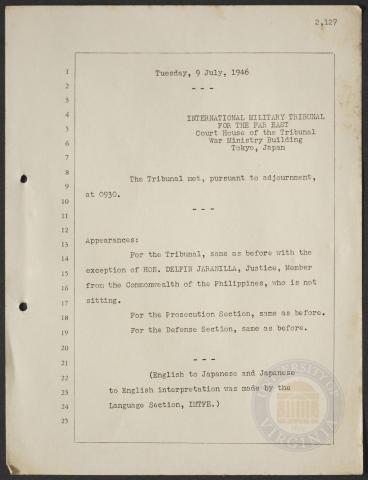 2,127
1
Tuesday, 9 July, 1946
2
- - -
3
4
INTERNATIONAL MILITARY TRIBUNAL
5
FOR THE FAR EAST
Court House of the Tribunal
6
War Ministry Building
7
Tokyo, Japan
8
The Tribunal met, pursuant to adjournment,
9
at 0930.
10
- - -
11
12
Appearances:
13
For the Tribunal, same as before with the
14
exception of HON. DELFIN JARANILLA, Justice, Member
15
from the Commonwealth of the Philippines, who is not
16
sitting.
17
For the Prosecution Section, same as before.
18
For the Defense Section, same as before.
19
20
- - -
21
(English to Japanese and Japanese
22
to English interpretation was made by the
23
Language Section, IMTFE.)
24
25
UNIVERSITY OF VIRGINIA